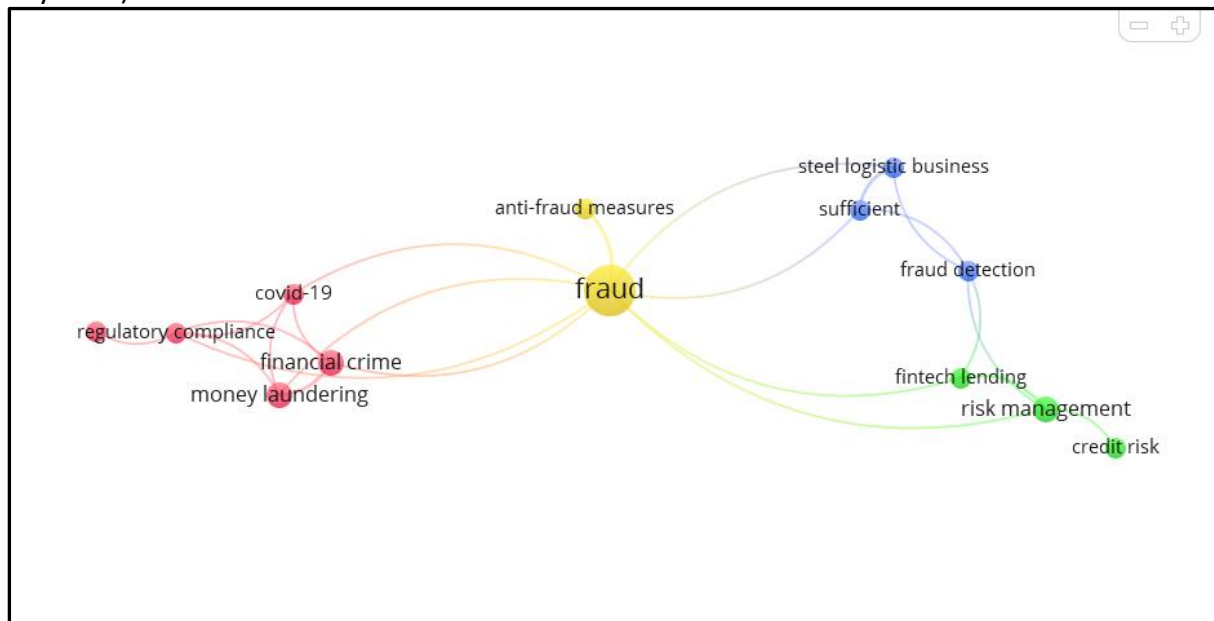 steel logistic business
anti-fraud measures
sufficient
fraud detection
fraud
covid-19
regulatory compliance
financial crime
money laundering
fintech lending
risk management
credit risk